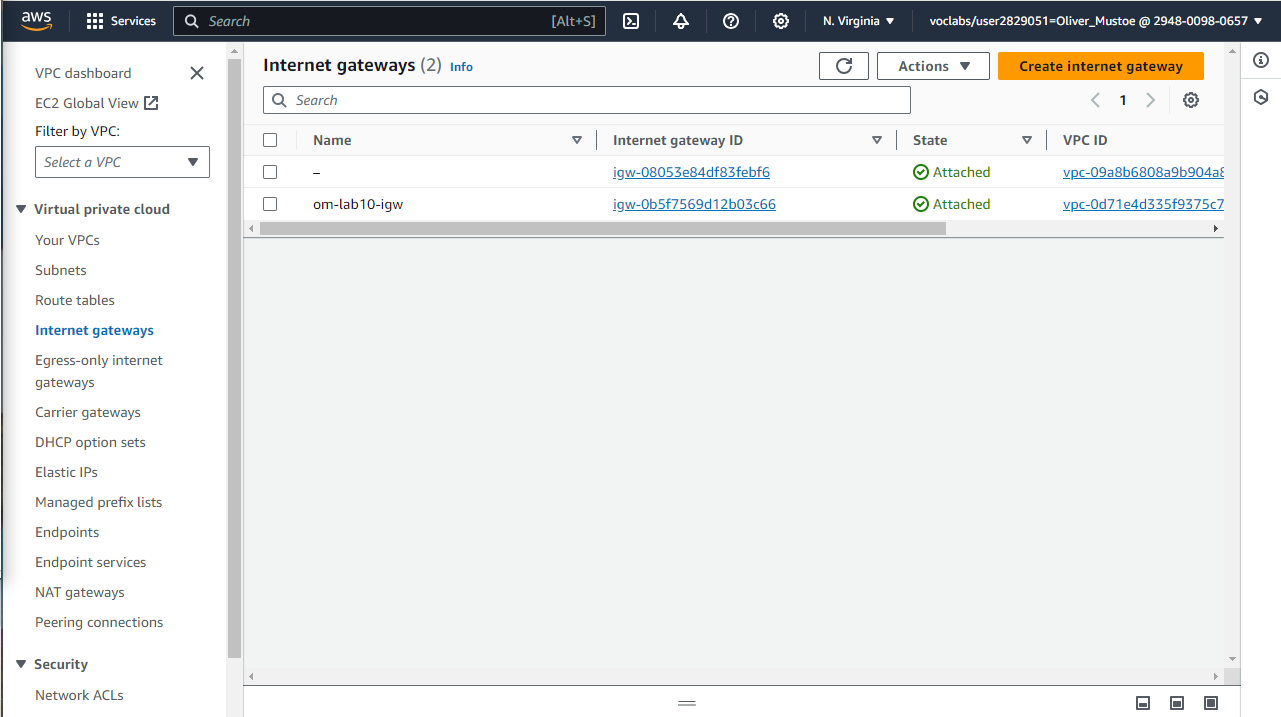 aws
Services
Search [Alt+S]
N. Virginia
voclabs/user2829051=Oliver_Mustoe @ 2948-0098-0657
VPC dashboard
EC2 Global View
Filter by VPC:
Select a VPC
Virtual private cloud
Your VPCs
Subnets
Route tables
Internet gateways
Egress-only internet
gateways
Carrier gateways
DHCP option sets
Elastic IPs
Managed prefix lists
Endpoints
Endpoint services
NAT gateways
Peering connections
Security
Network ACLs
Internet gateways (2) Info
Actions
Create internet gateway
Search
1
Name Internet gateway ID State VPC ID
– igw-08053e84df83febf6 Attached vpc-09a8b6808a9b904a8
om-lab10-igw igw-0b5f7569d12b03c66 Attached vpc-0d71e4d335f9375c7